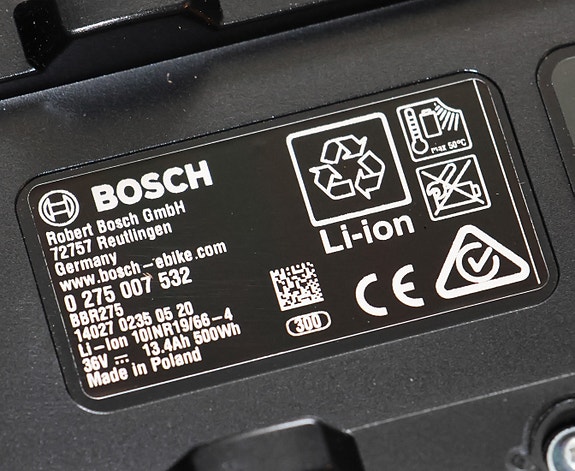 BOSCH
Robert Bosch GmbH
72757 Reutlingen
Germany
www.bosch-ebike.com
0 275 007 532
BBR275
14027 0235 05 20
Li-Ion 10INR19/66-4
36V 13.4Ah 500Wh
Made in Poland
300
Li-ion
max 50°C
CE